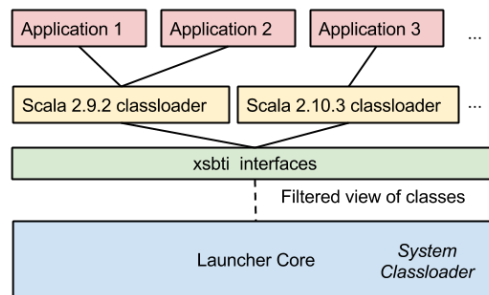 Application 1
Application 2
Application 3
...
Scala 2.9.2 classloader
Scala 2.10.3 classloader
...
xsbti interfaces
Filtered view of classes
Launcher Core
System
Classloader